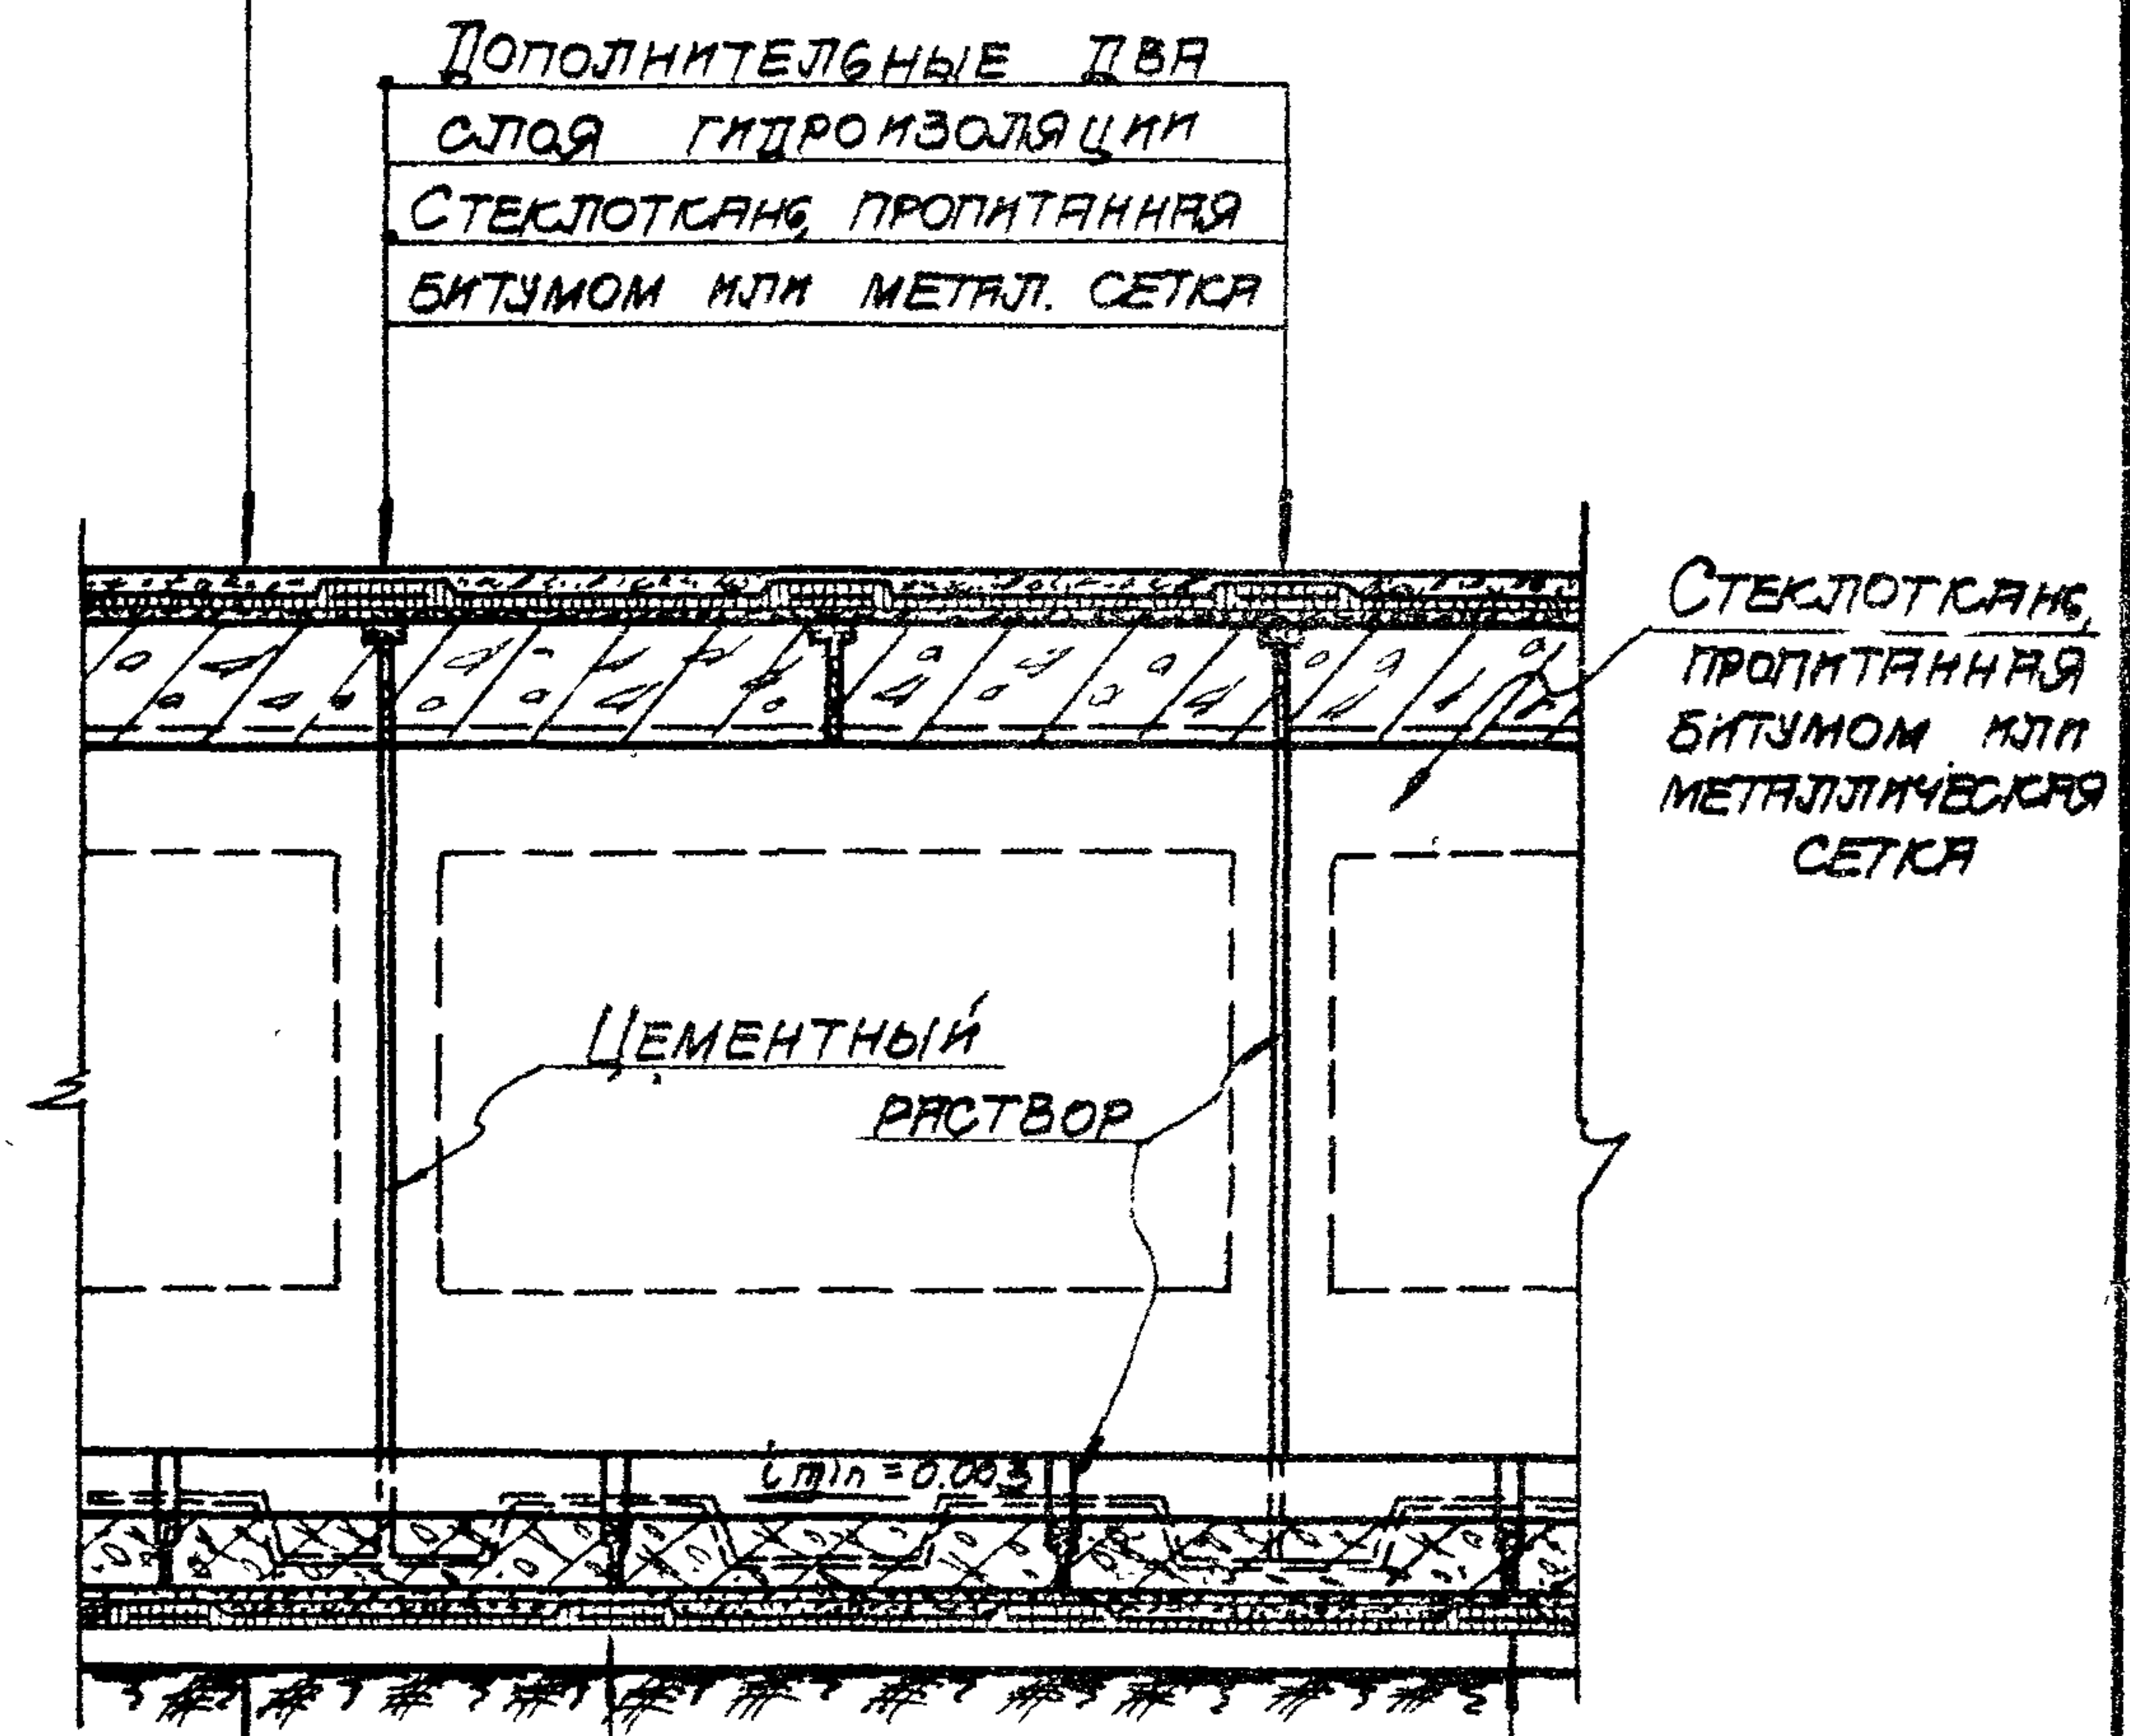 Дополнительные два
слоя гидроизоляции
Стеклоткань, пропитанная
битумом или метал. сетка
Стеклоткань,
пропитанная
битумом или
металлическая
сетка
Цементный
раствор
imin = 0.003